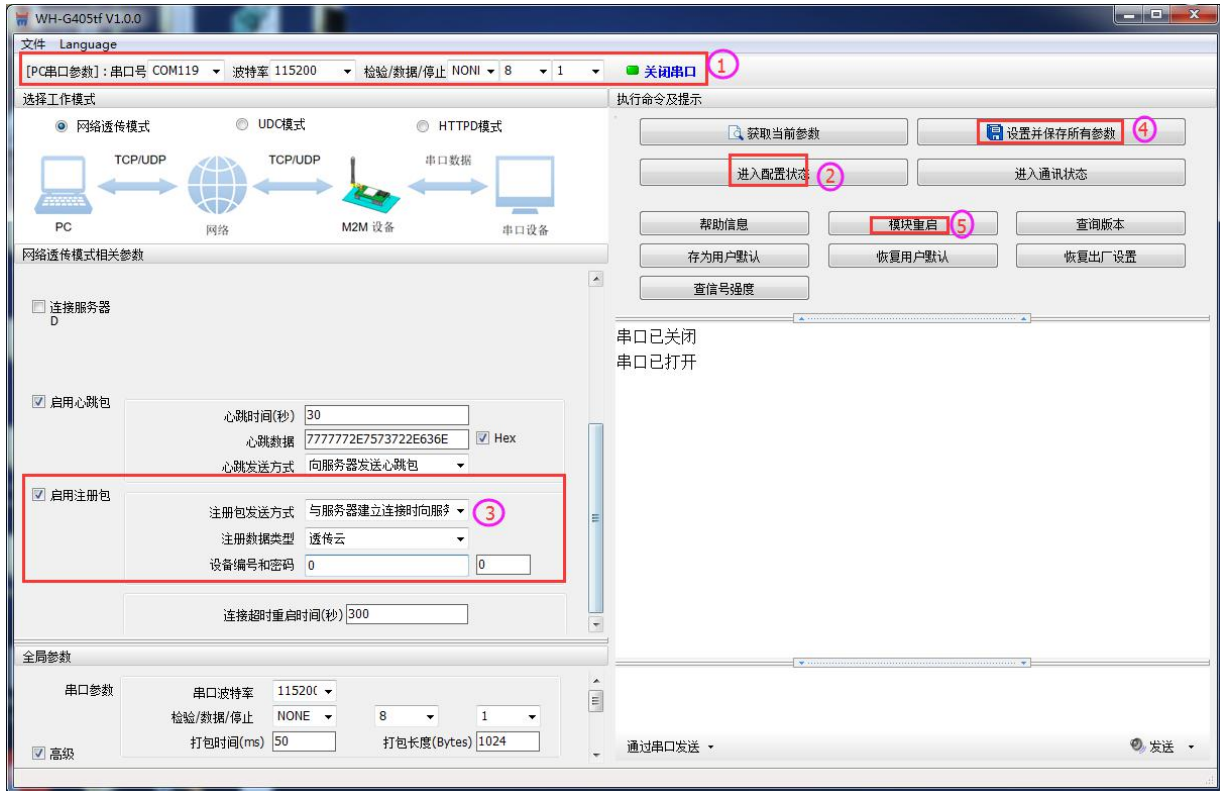 WH-G405tf V1.0.0
文件 Language
[PC串口参数]：串口号 COM119 波特率 115200 检验/数据/停止 NONI 8 1 关闭串口 1
选择工作模式
网络透传模式 UDC模式 HTTPD模式
TCP/UDP TCP/UDP 串口数据
PC 网络 M2M 设备 串口设备
网络透传模式相关参数
连接服务器
D
启用心跳包
心跳时间(秒) 30
心跳数据 7777772E7573722E636E Hex
心跳发送方式 向服务器发送心跳包
启用注册包
注册包发送方式 与服务器建立连接时向服务 3
注册数据类型 透传云
设备编号和密码 0 0
连接超时重启时间(秒) 300
全局参数
串口参数 串口波特率 115200
检验/数据/停止 NONE 8 1
打包时间(ms) 50 打包长度(Bytes) 1024
高级
执行命令及提示
获取当前参数 设置并保存所有参数 4
进入配置状态 2 进入通讯状态
帮助信息 模块重启 5 查询版本
存为用户默认 恢复用户默认 恢复出厂设置
查信号强度
串口已关闭
串口已打开
通过串口发送 发送